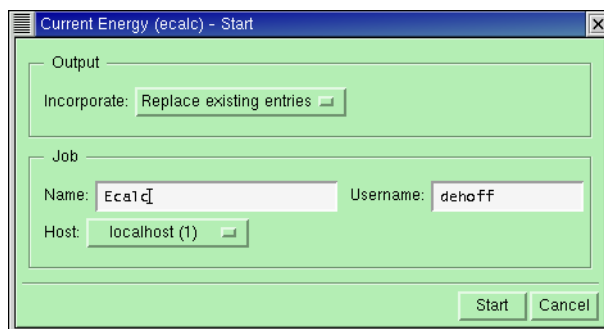 Current Energy (ecalc) - Start
Output
Incorporate: Replace existing entries
Job
Name: Ecalc Username: dehoff
Host: localhost (1)
Start Cancel